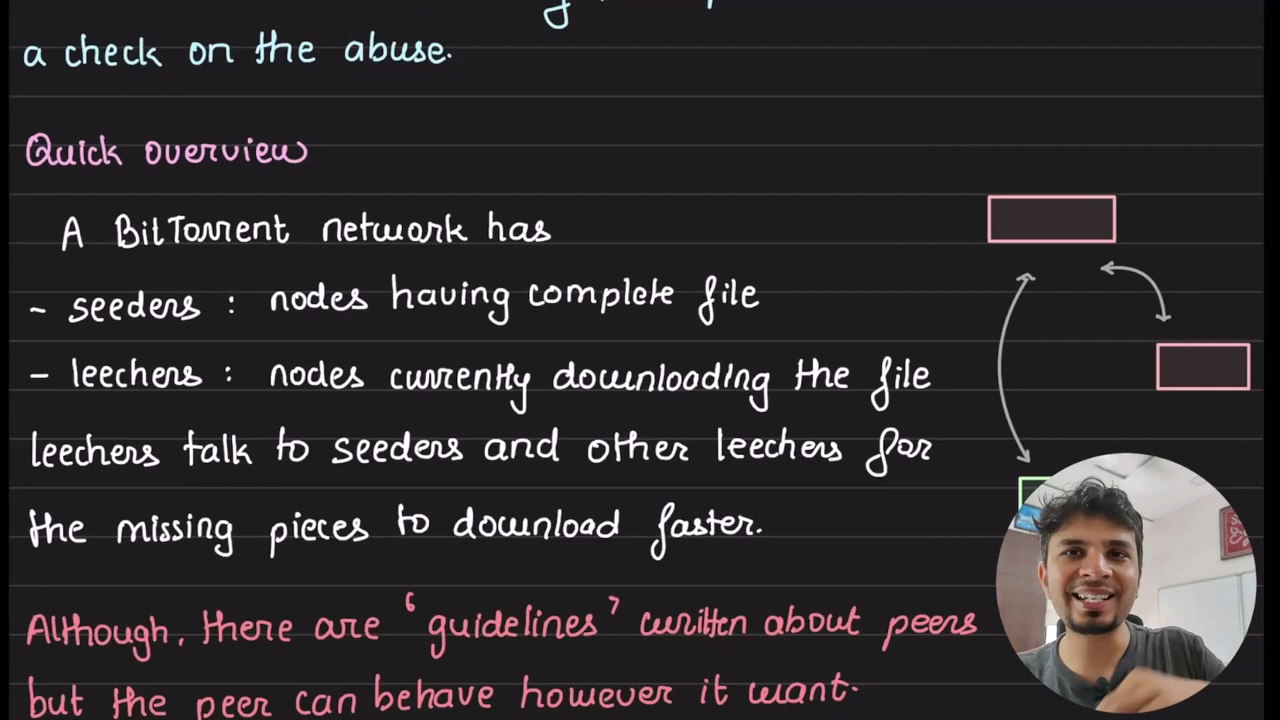 a check on the abuse.
Quick overview
A BitTorrent network has
- seeders : nodes having complete file
- leechers : nodes currently downloading the file
leechers talk to seeders and other leechers for
the missing pieces to download faster.
Although, there are 'guidelines' written about peers
but the peer can behave however it want.